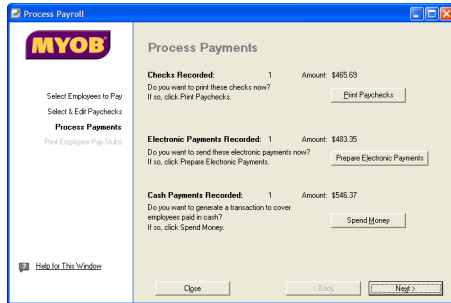 Process Payroll
MYOB
Select Employees to Pay
Select & Edit Paychecks
Process Payments
Print Employee Pay Stubs
Help for This Window
Process Payments
Checks Recorded: 1 Amount: $465.69
Do you want to print these checks now?
If so, click Print Paychecks.
Print Paychecks
Electronic Payments Recorded: 1 Amount: $483.35
Do you want to send these electronic payments now?
If so, click Prepare Electronic Payments.
Prepare Electronic Payments
Cash Payments Recorded: 1 Amount: $546.37
Do you want to generate a transaction to cover
employees paid in cash?
If so, click Spend Money.
Spend Money
Close < Back Next >